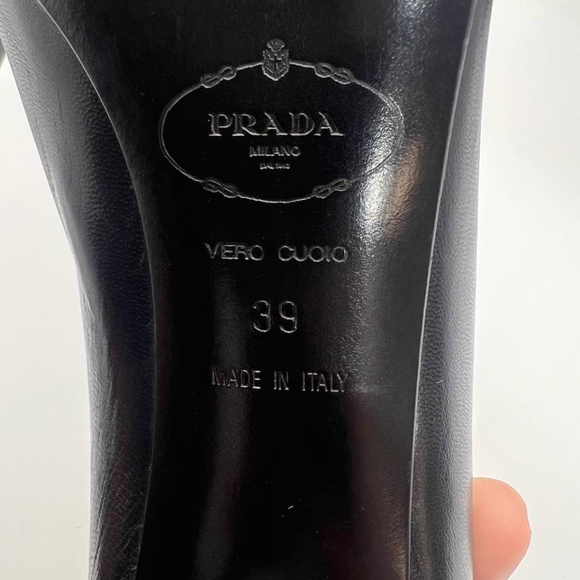 PRADA
MILANO
VERO CUOIO
39
MADE IN ITALY